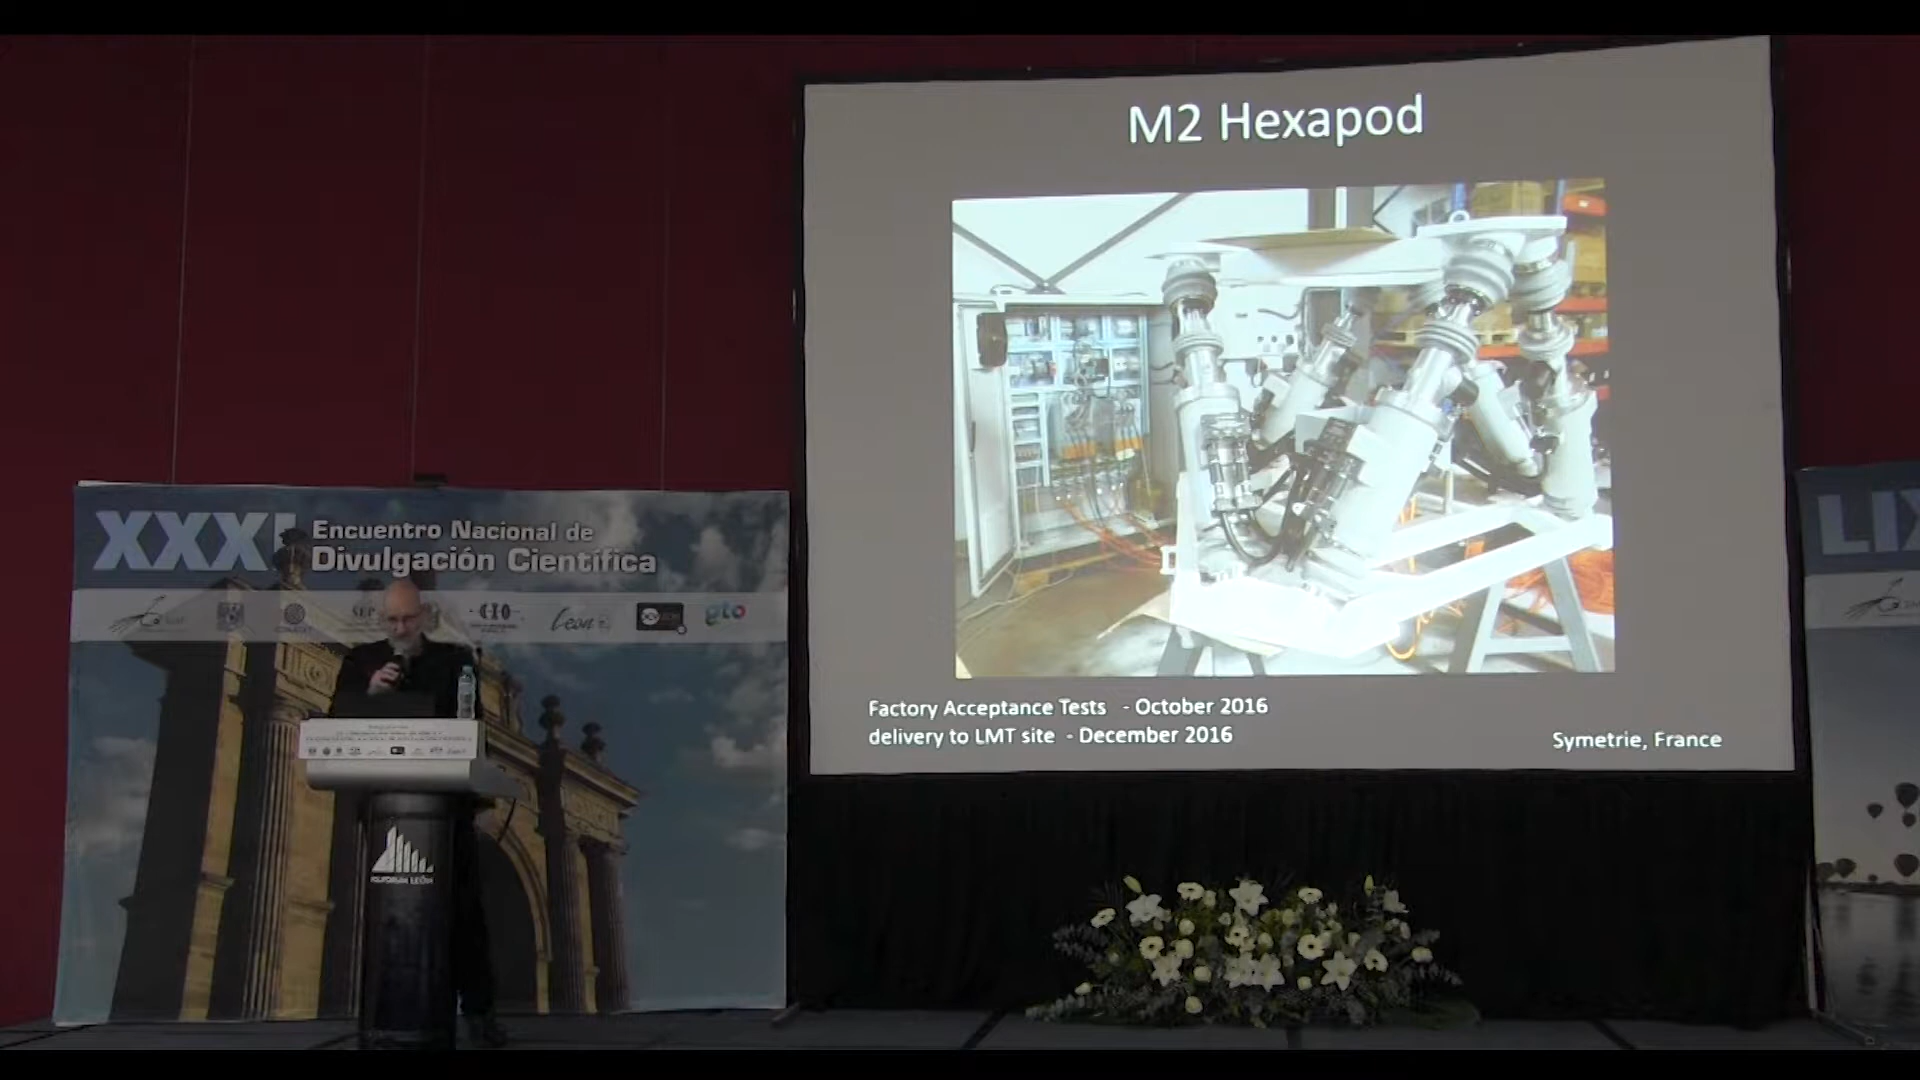 M2 Hexapod
Factory Acceptance Tests - October 2016
delivery to LMT site - December 2016
Symetrie, France
XXXI
Encuentro Nacional de
Divulgación Científica
León
gto
LIX